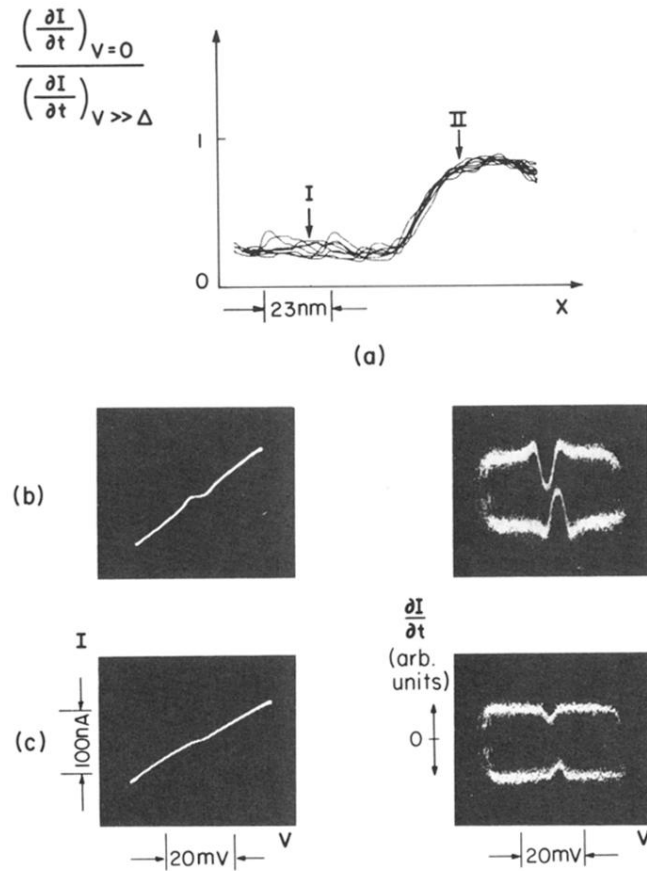 (∂I/∂t)V=0
(∂I/∂t)V>>Δ
1
I
II
0
23nm
X
(a)
(b)
I
∂I/∂t
(arb. units)
(c)
100nA
0
V
V
20mV
20mV